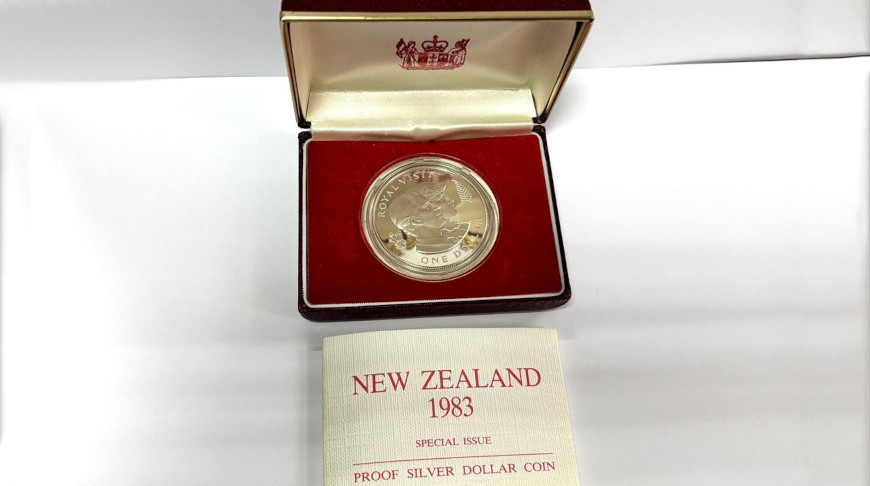 ROYAL VISIT
ONE
NEW ZEALAND
1983
SPECIAL ISSUE
PROOF SILVER DOLLAR COIN